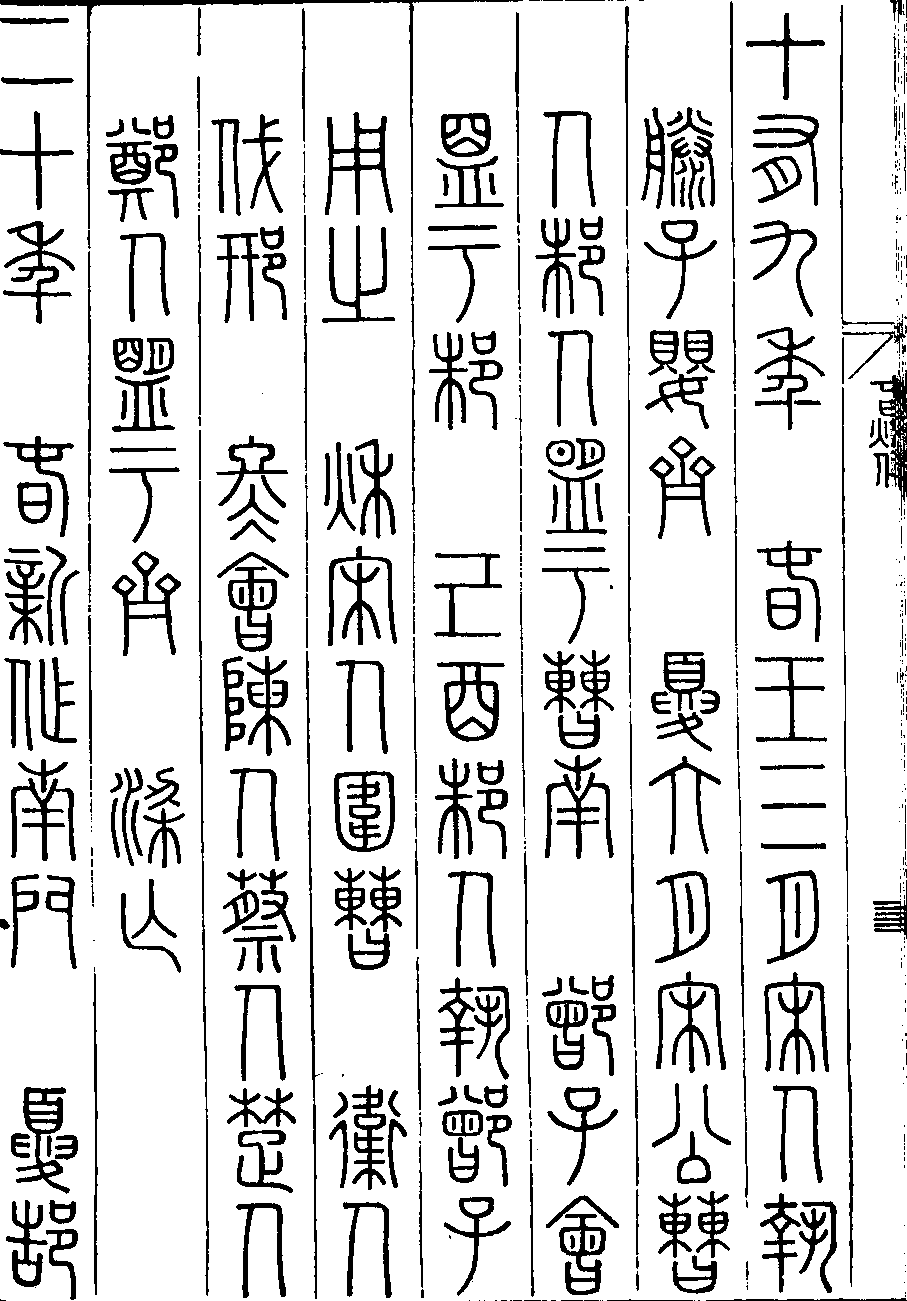 十有九年　春王三月宋人執
滕子嬰齊　夏六月宋公曹
人邾人盟于曹南　鄫子會
盟于邾　己酉邾人執鄫子
用之　秋宋人圍曹　衛人
伐邢　冬會陳人蔡人楚人
鄭人盟于齊　梁亡
二十年　春新作南門　夏郜